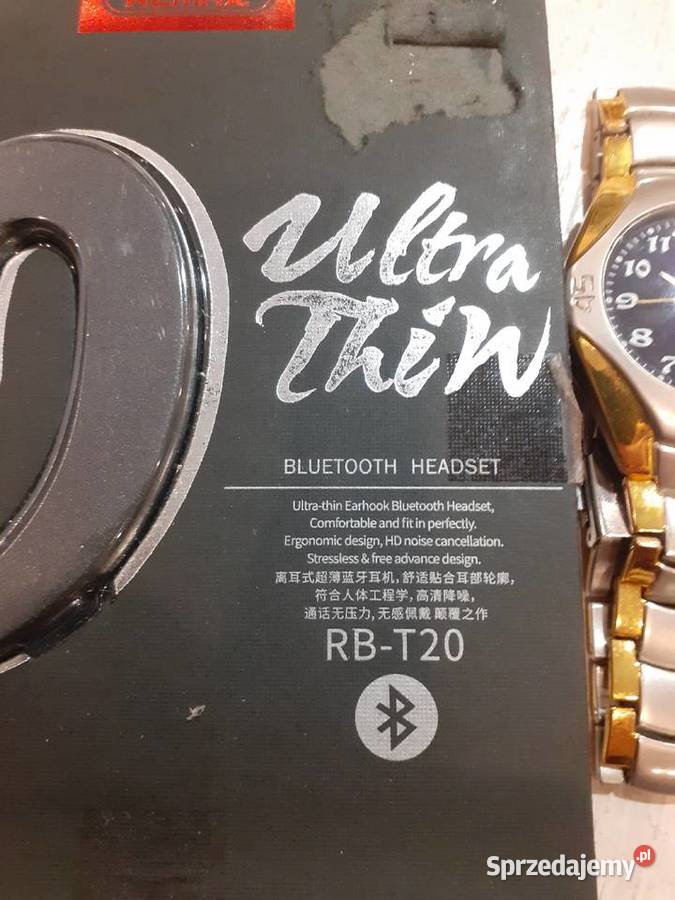 Ultra
Thin
BLUETOOTH HEADSET
Ultra-thin Earhook Bluetooth Headset,
Comfortable and fit in perfectly.
Ergonomic design, HD noise cancellation.
Stressless & free advance design.
离耳式超薄蓝牙耳机，舒适贴合耳部轮廓，
符合人体工程学，高清降噪，
通话无压力，无感佩戴 颠覆之作
RB-T20
11
10
9
8
7
Sprzedajemy.pl